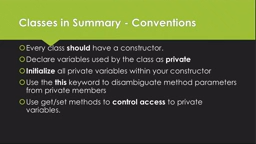 Classes in Summary - Conventions
Every class should have a constructor.
Declare variables used by the class as private
Initialize all private variables within your constructor
Use the this keyword to disambiguate method parameters
from private members
Use get/set methods to control access to private
variables.